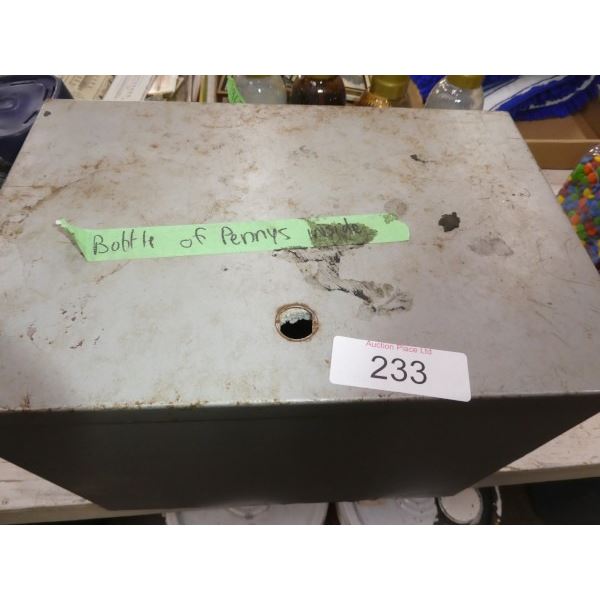 Bottle of Pennys inside
Auction Place Ltd
233